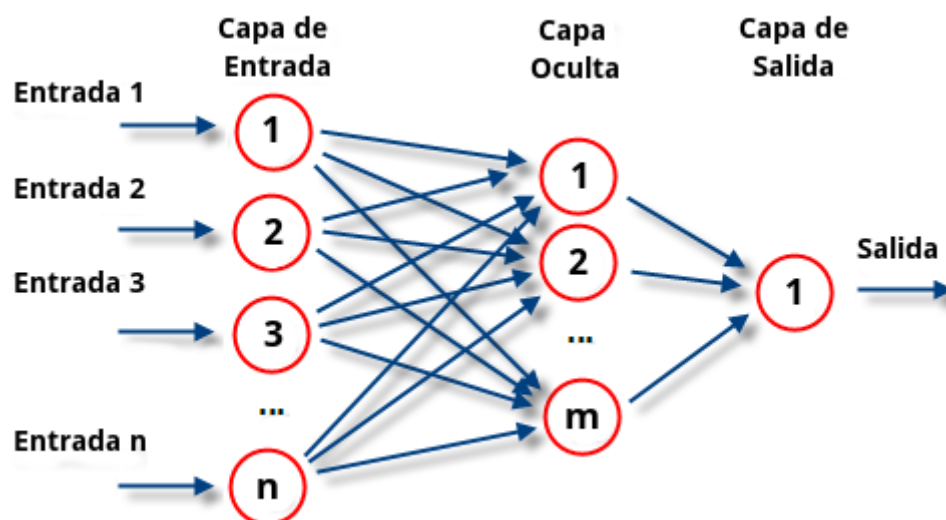 Capa de
Entrada
Capa
Oculta
Capa de
Salida
Entrada 1
1
Entrada 2
2
Entrada 3
3
...
Entrada n
n
1
2
...
m
1
Salida